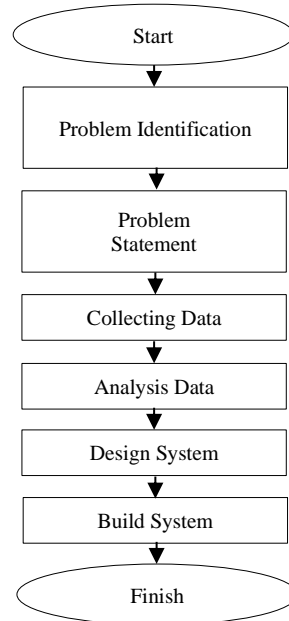 Start
Problem Identification
Problem
Statement
Collecting Data
Analysis Data
Design System
Build System
Finish